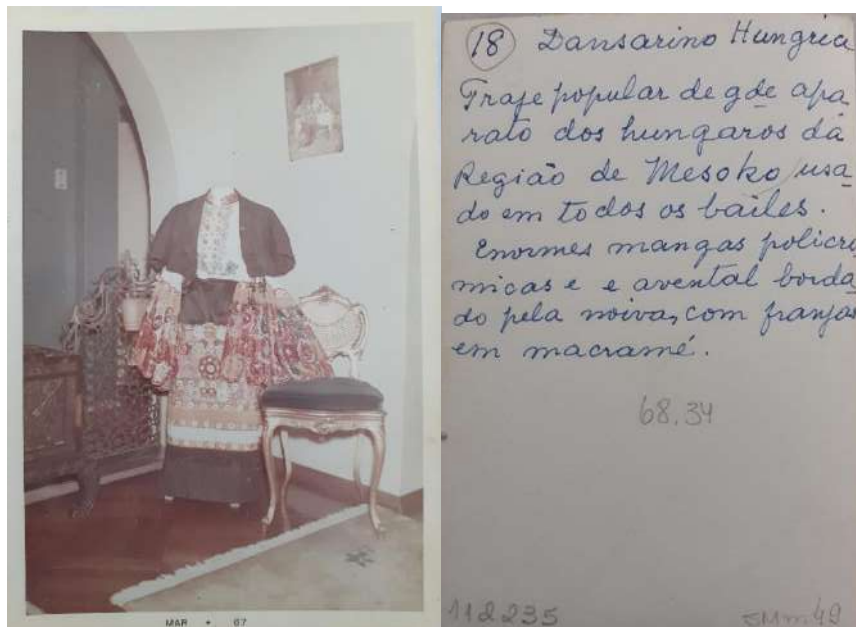 MAR • 67
18 Dansarino Hungria
Traje popular de gde apa
rato dos hungaros da
Região de Mesoko, usa
do em todos os bailes.
Enormes mangas policrô
micas e e avental borda
do pela noiva, com franjas
em macramé.
68.34
112235